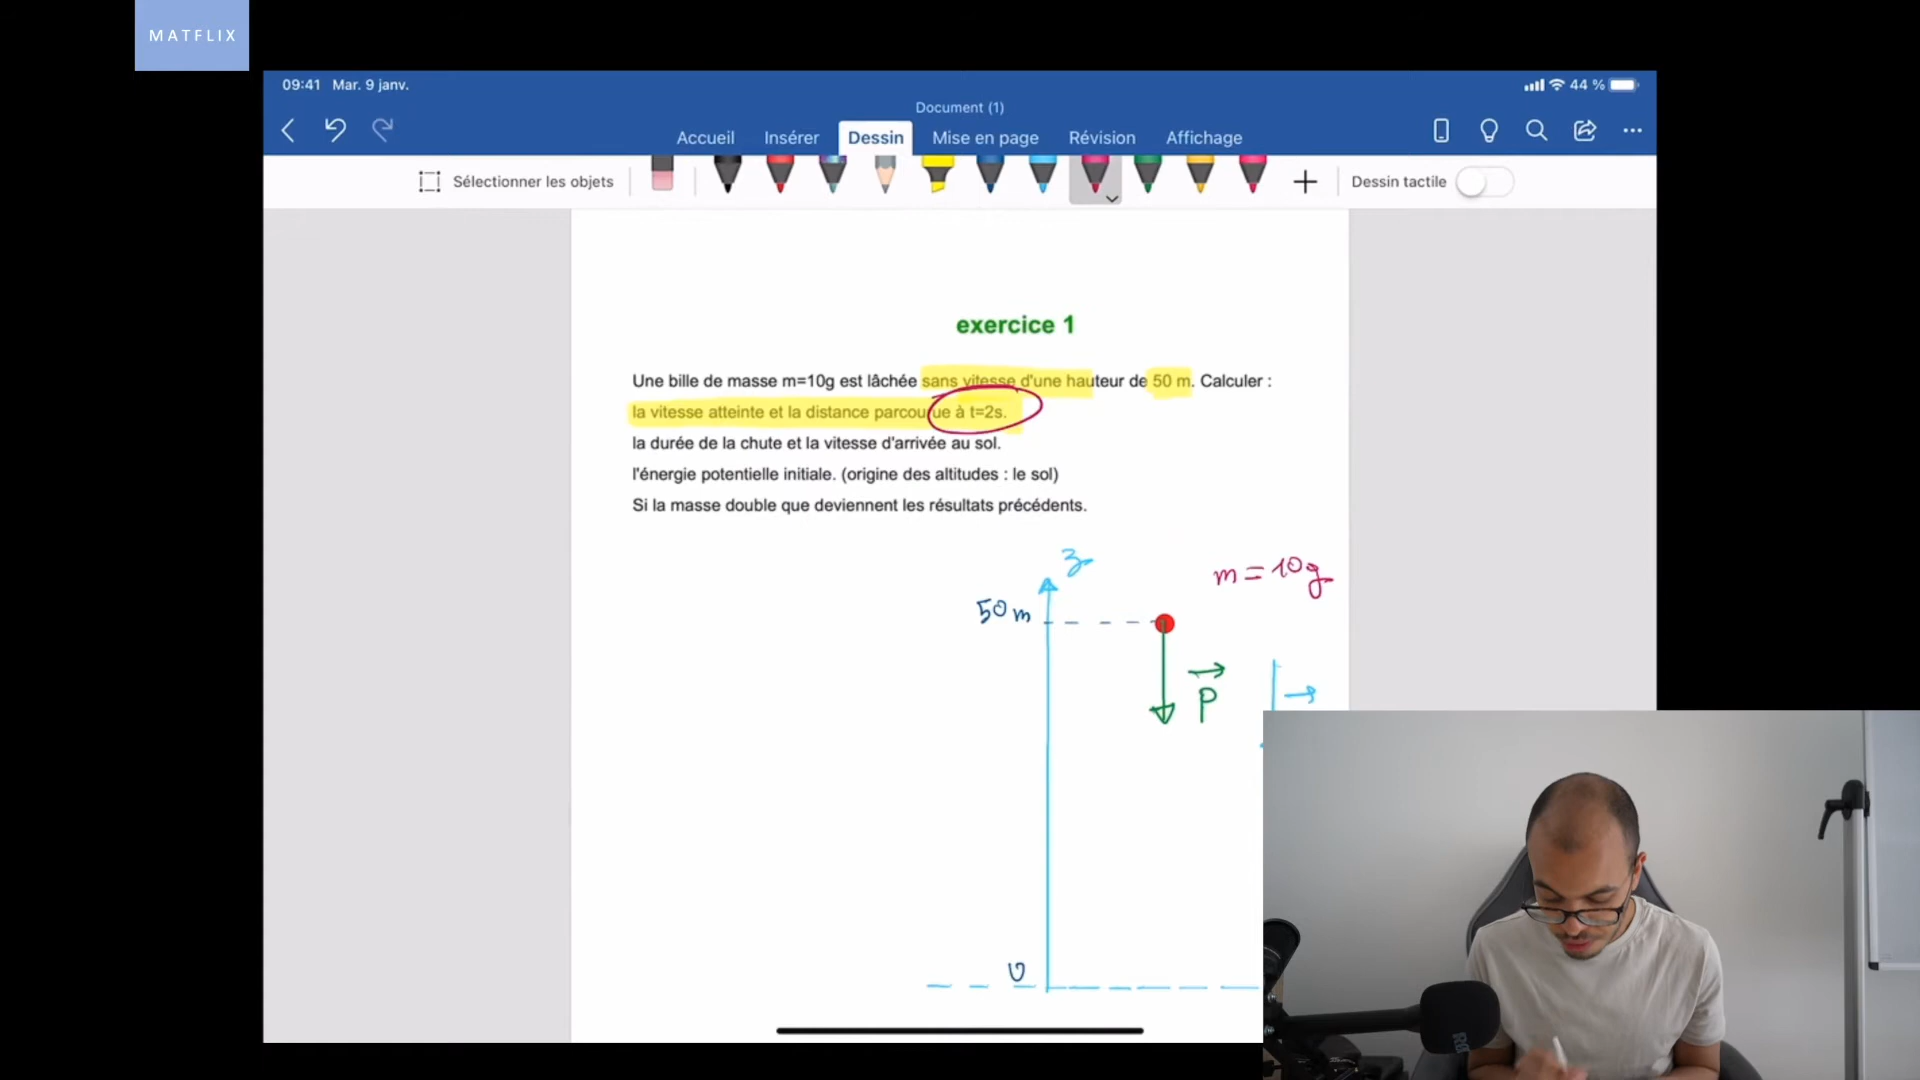 MATFLIX
09:41 Mar. 9 janv.
44 %
Document (1)
Accueil Insérer Dessin Mise en page Révision Affichage
Sélectionner les objets
Dessin tactile
exercice 1
Une bille de masse m=10g est lâchée sans vitesse d'une hauteur de 50 m. Calculer :
la vitesse atteinte et la distance parcourue à t=2s.
la durée de la chute et la vitesse d'arrivée au sol.
l'énergie potentielle initiale. (origine des altitudes : le sol)
Si la masse double que deviennent les résultats précédents.
z
m = 10g
50 m
P
0